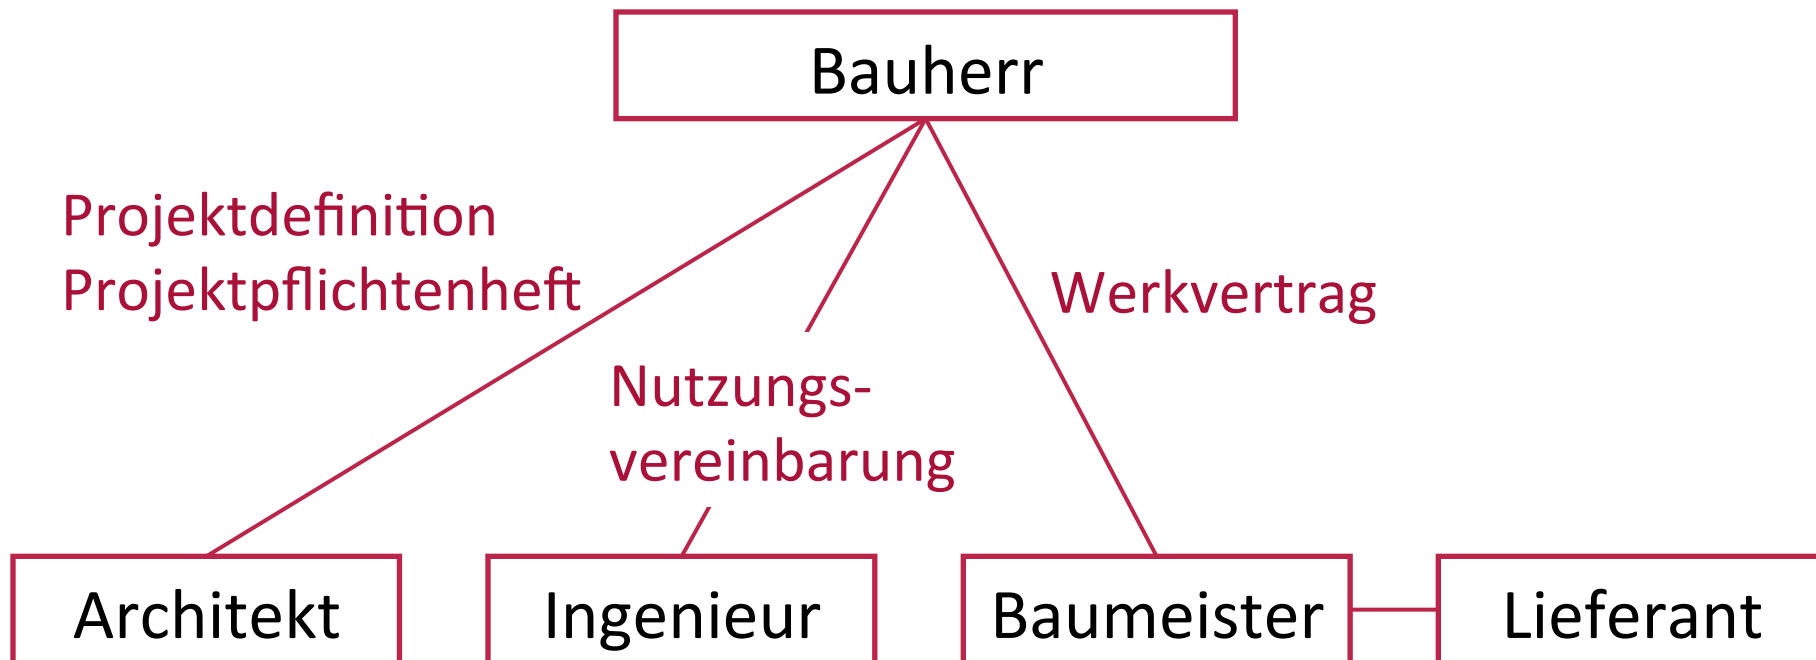 Bauherr
Projektdefinition
Projektpflichtenheft
Werkvertrag
Nutzungs-
vereinbarung
Architekt
Ingenieur
Baumeister
Lieferant